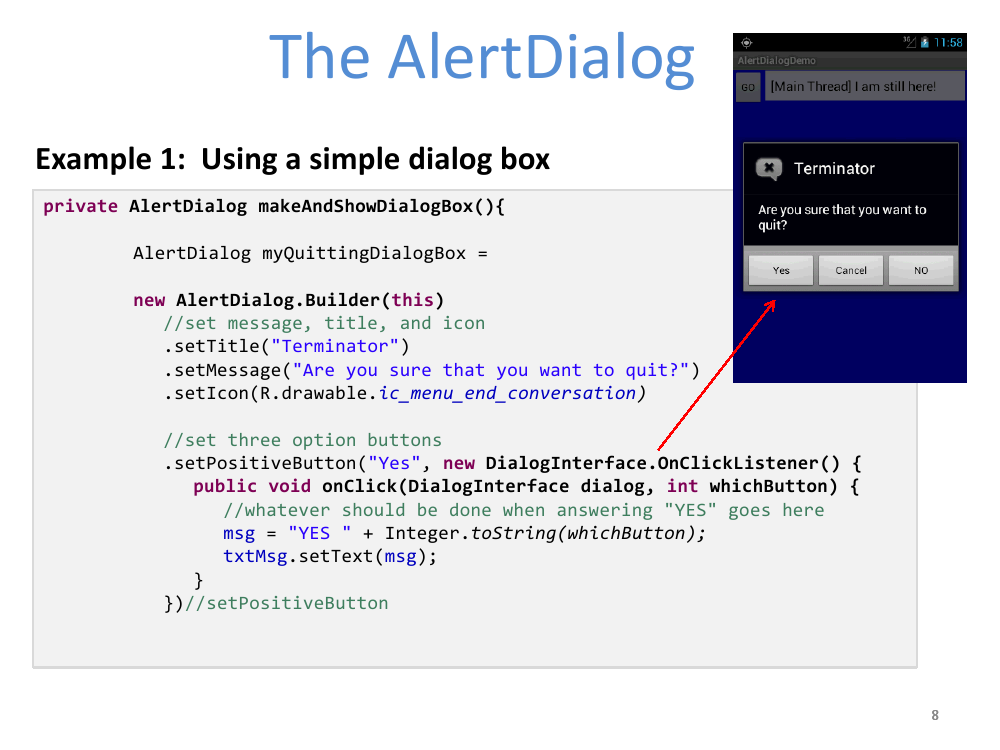 The AlertDialog
36 11:58
AlertDialogDemo
GO [Main Thread] I am still here!
Terminator
Are you sure that you want to
quit?
Yes Cancel NO
Example 1: Using a simple dialog box
private AlertDialog makeAndShowDialogBox(){
AlertDialog myQuittingDialogBox =
new AlertDialog.Builder(this)
//set message, title, and icon
.setTitle("Terminator")
.setMessage("Are you sure that you want to quit?")
.setIcon(R.drawable.ic_menu_end_conversation)
//set three option buttons
.setPositiveButton("Yes", new DialogInterface.OnClickListener() {
public void onClick(DialogInterface dialog, int whichButton) {
//whatever should be done when answering "YES" goes here
msg = "YES " + Integer.toString(whichButton);
txtMsg.setText(msg);
}
})//setPositiveButton
8